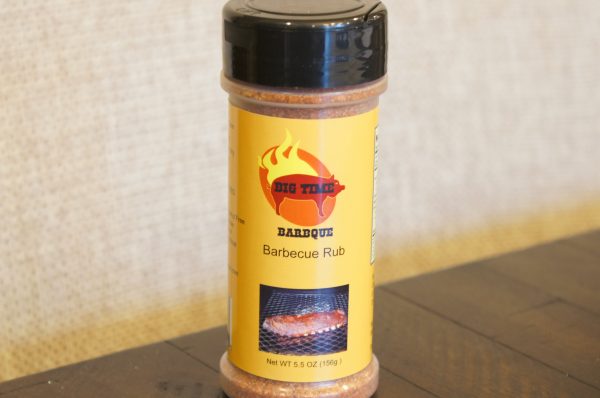 BIG TIME
BARBQUE
Barbecue Rub
Net WT 5.5 OZ (156g.)